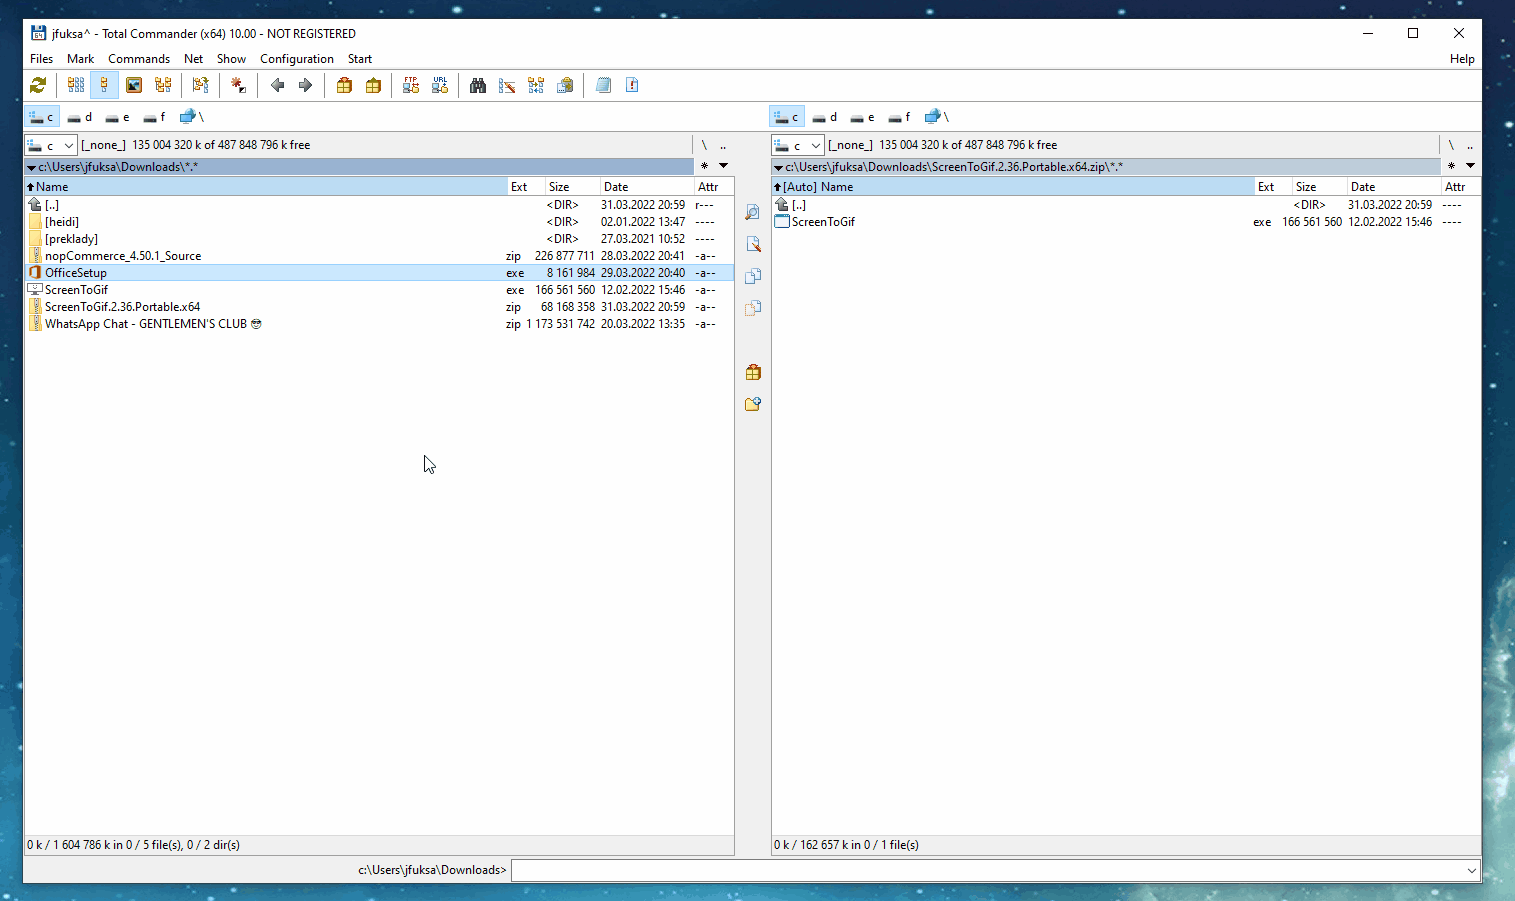 jfuksa^ - Total Commander (x64) 10.00 - NOT REGISTERED
Files Mark Commands Net Show Configuration Start Help
FTP URL
c d e f \
c d e f \
c [_none_] 135 004 320 k of 487 848 796 k free \ ..
c [_none_] 135 004 320 k of 487 848 796 k free \ ..
c:\Users\jfuksa\Downloads\*.* *
c:\Users\jfuksa\Downloads\ScreenToGif.2.36.Portable.x64.zip\*.* *
Name Ext Size Date Attr
[..] <DIR> 31.03.2022 20:59 r---
[heidi] <DIR> 02.01.2022 13:47 ----
[preklady] <DIR> 27.03.2021 10:52 ----
nopCommerce_4.50.1_Source zip 226 877 711 28.03.2022 20:41 -a--
OfficeSetup exe 8 161 984 29.03.2022 20:40 -a--
ScreenToGif exe 166 561 560 12.02.2022 15:46 -a--
ScreenToGif.2.36.Portable.x64 zip 68 168 358 31.03.2022 20:59 -a--
WhatsApp Chat - GENTLEMEN'S CLUB 😎 zip 1 173 531 742 20.03.2022 13:35 -a--
[Auto] Name Ext Size Date Attr
[..] <DIR> 31.03.2022 20:59 ----
ScreenToGif exe 166 561 560 12.02.2022 15:46 ----
0 k / 1 604 786 k in 0 / 5 file(s), 0 / 2 dir(s)
0 k / 162 657 k in 0 / 1 file(s)
c:\Users\jfuksa\Downloads>